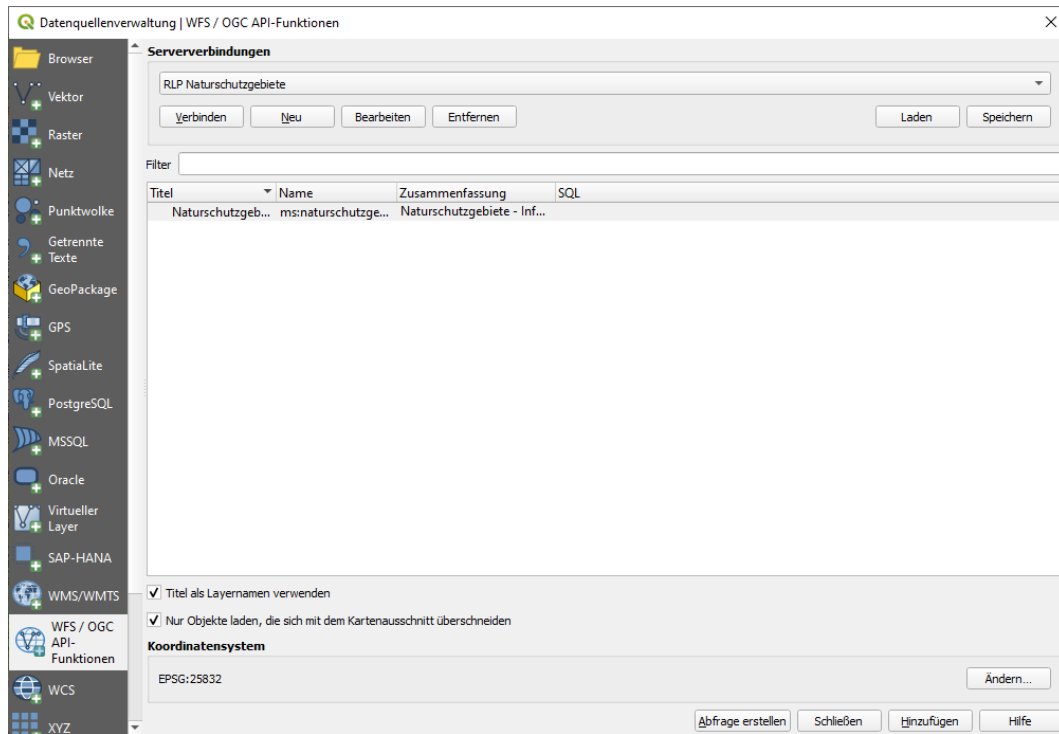 Datenquellenverwaltung | WFS / OGC API-Funktionen
Browser
Vektor
Raster
Netz
Punktwolke
Getrennte
Texte
GeoPackage
GPS
SpatiaLite
PostgreSQL
MSSQL
Oracle
Virtueller
Layer
SAP-HANA
WMS/WMTS
WFS / OGC
API-
Funktionen
WCS
XYZ
Serververbindungen
RLP Naturschutzgebiete
Verbinden Neu Bearbeiten Entfernen Laden Speichern
Filter
Titel Name Zusammenfassung SQL
Naturschutzgeb... ms:naturschutzge... Naturschutzgebiete - Inf...
Titel als Layernamen verwenden
Nur Objekte laden, die sich mit dem Kartenausschnitt überschneiden
Koordinatensystem
EPSG:25832 Ändern...
Abfrage erstellen Schließen Hinzufügen Hilfe